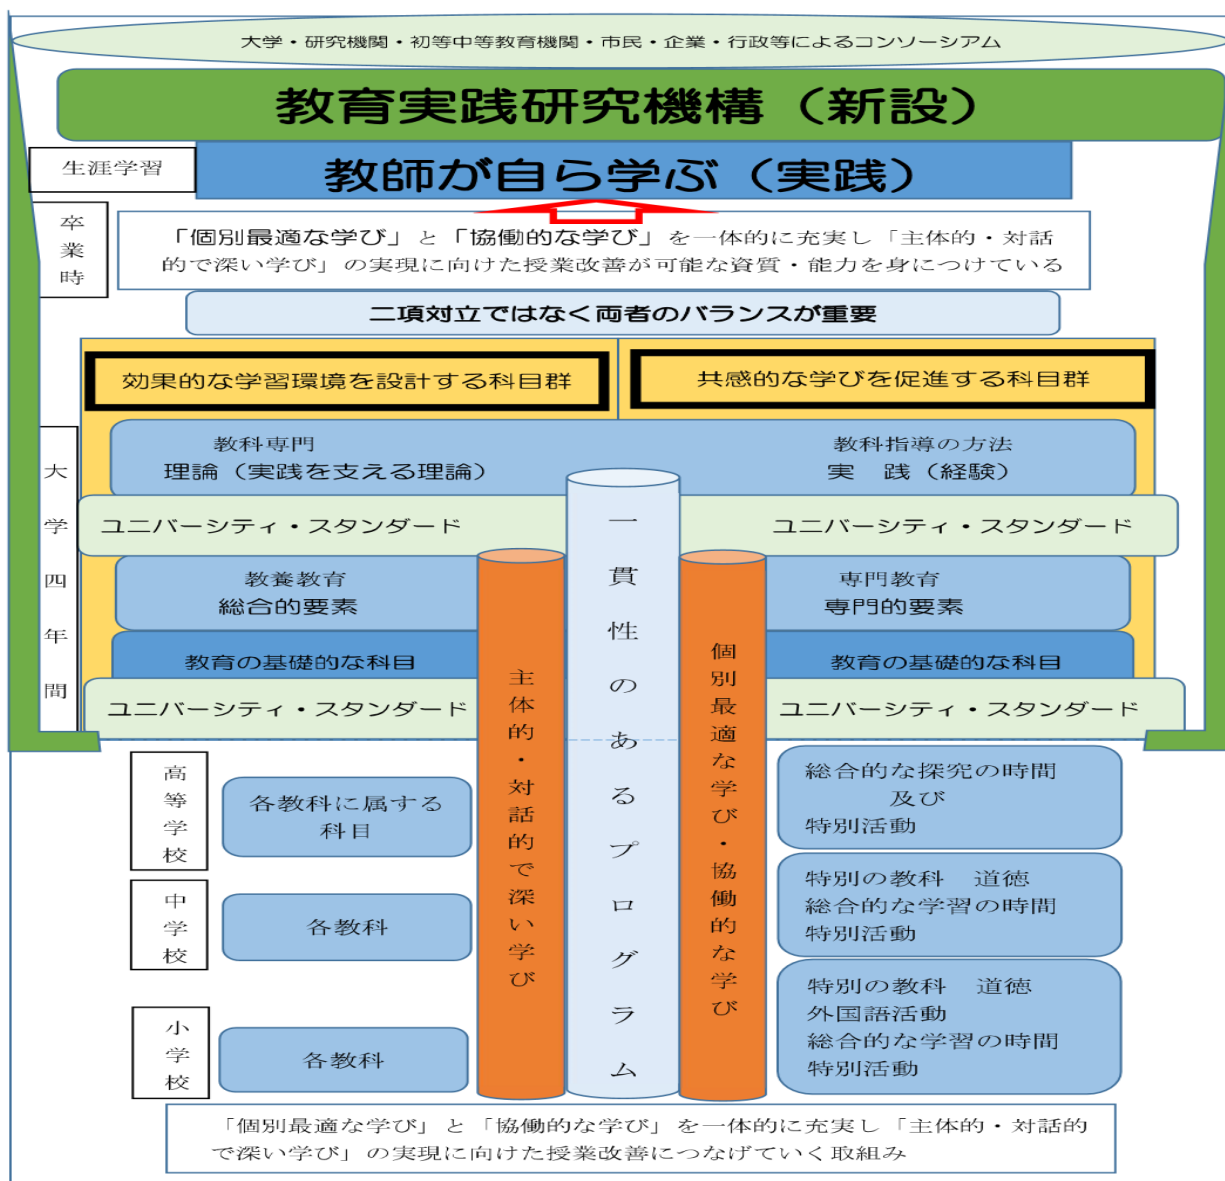 大学・研究機関・初等中等教育機関・市民・企業・行政等によるコンソーシアム
教育実践研究機構（新設）
生涯学習
教師が自ら学ぶ（実践）
卒業時
「個別最適な学び」と「協働的な学び」を一体的に充実し「主体的・対話
的で深い学び」の実現に向けた授業改善が可能な資質・能力を身につけている
二項対立ではなく両者のバランスが重要
効果的な学習環境を設計する科目群
共感的な学びを促進する科目群
大学四年間
教科専門
理論（実践を支える理論）
教科指導の方法
実　践（経験）
ユニバーシティ・スタンダード
ユニバーシティ・スタンダード
教養教育
総合的要素
専門教育
専門的要素
教育の基礎的な科目
教育の基礎的な科目
ユニバーシティ・スタンダード
ユニバーシティ・スタンダード
主体的・対話的で深い学び
一貫性のあるプログラム
個別最適な学び・協働的な学び
高等学校
各教科に属する
科目
総合的な探究の時間
及び
特別活動
中学校
各教科
特別の教科　道徳
総合的な学習の時間
特別活動
小学校
各教科
特別の教科　道徳
外国語活動
総合的な学習の時間
特別活動
「個別最適な学び」と「協働的な学び」を一体的に充実し「主体的・対話的
で深い学び」の実現に向けた授業改善につなげていく取組み